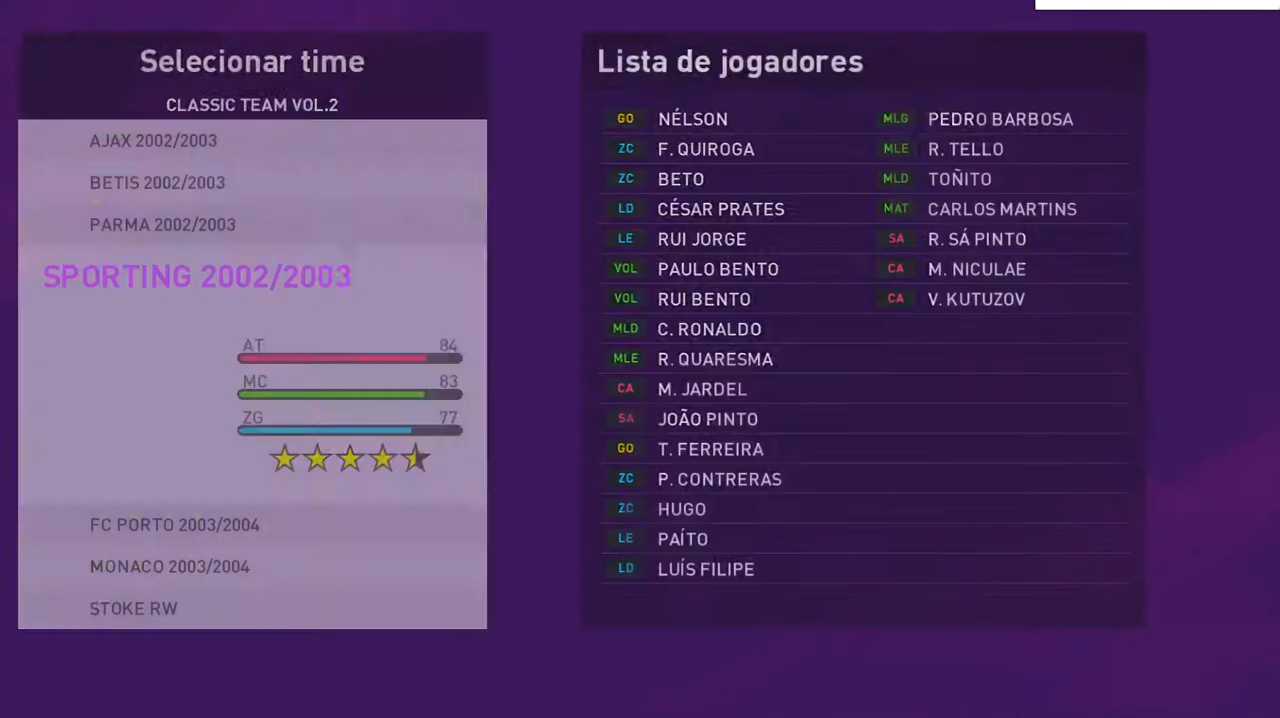 Selecionar time
CLASSIC TEAM VOL.2
AJAX 2002/2003
BETIS 2002/2003
PARMA 2002/2003
SPORTING 2002/2003
AT 84
MC 83
ZG 77
FC PORTO 2003/2004
MONACO 2003/2004
STOKE RW
Lista de jogadores
GO NÉLSON
ZC F. QUIROGA
ZC BETO
LD CÉSAR PRATES
LE RUI JORGE
VOL PAULO BENTO
VOL RUI BENTO
MLD C. RONALDO
MLE R. QUARESMA
CA M. JARDEL
SA JOÃO PINTO
GO T. FERREIRA
ZC P. CONTRERAS
ZC HUGO
LE PAÍTO
LD LUÍS FILIPE
MLG PEDRO BARBOSA
MLE R. TELLO
MLD TOÑITO
MAT CARLOS MARTINS
SA R. SÁ PINTO
CA M. NICULAE
CA V. KUTUZOV